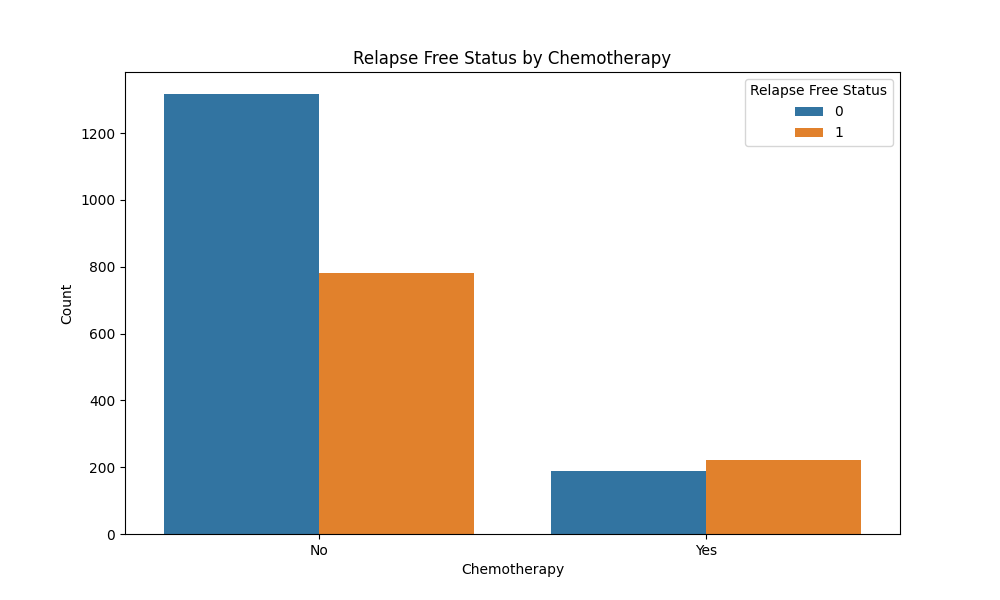 Relapse Free Status by Chemotherapy
Relapse Free Status
0
1
1200
1000
800
600
400
200
0
Count
No
Yes
Chemotherapy